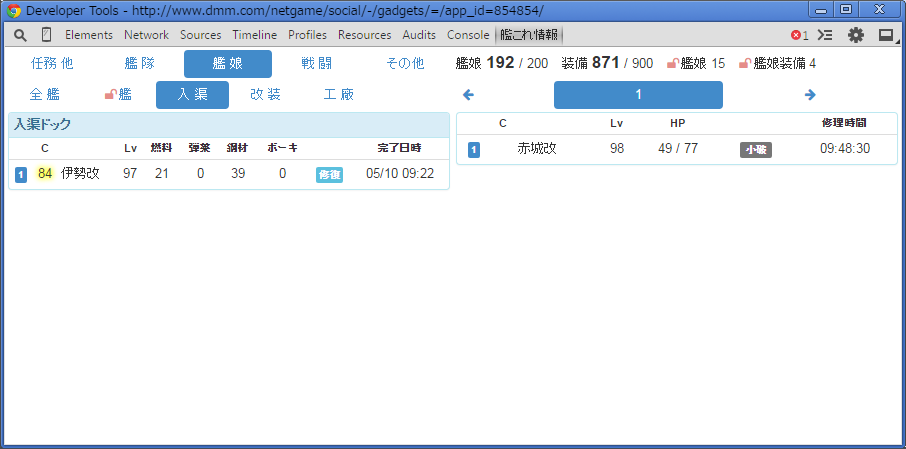 Developer Tools - http://www.dmm.com/netgame/social/-/gadgets/=/app_id=854854/
Elements Network Sources Timeline Profiles Resources Audits Console 艦これ情報 1
任務 他 艦 隊 艦 娘 戦 闘 その他 艦娘 192 / 200 装備 871 / 900 艦娘 15 艦娘装備 4
全 艦 艦 入 渠 改 装 工 廠 1
入渠ドック
C Lv 燃料 弾薬 鋼材 ボーキ 完了日時
1 84 伊勢改 97 21 0 39 0 修復 05/10 09:22
C Lv HP 修理時間
1 赤城改 98 49 / 77 小破 09:48:30